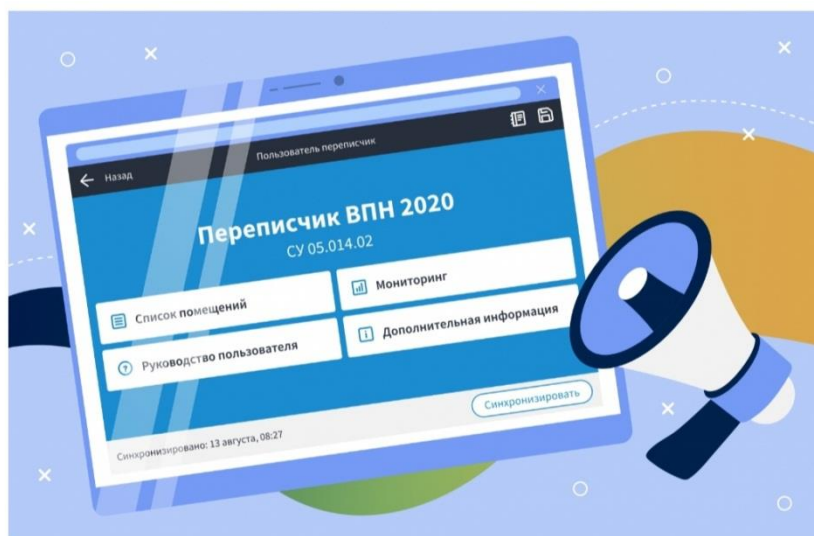 Назад
Пользователь переписчик
Переписчик ВПН 2020
СУ 05.014.02
Список помещений
Мониторинг
Руководство пользователя
Дополнительная информация
Синхронизировано: 13 августа, 08:27
Синхронизировать